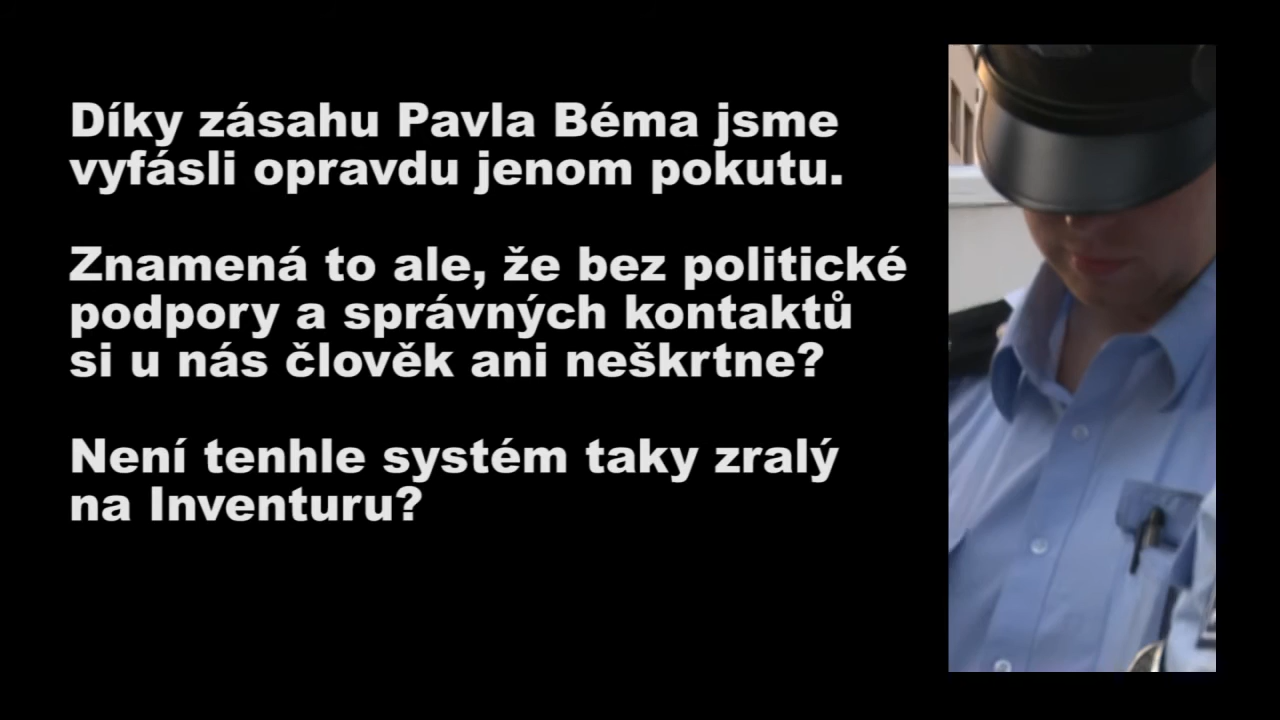 Díky zásahu Pavla Béma jsme
vyfásli opravdu jenom pokutu.
Znamená to ale, že bez politické
podpory a správných kontaktů
si u nás člověk ani neškrtne?
Není tenhle systém taky zralý
na Inventuru?